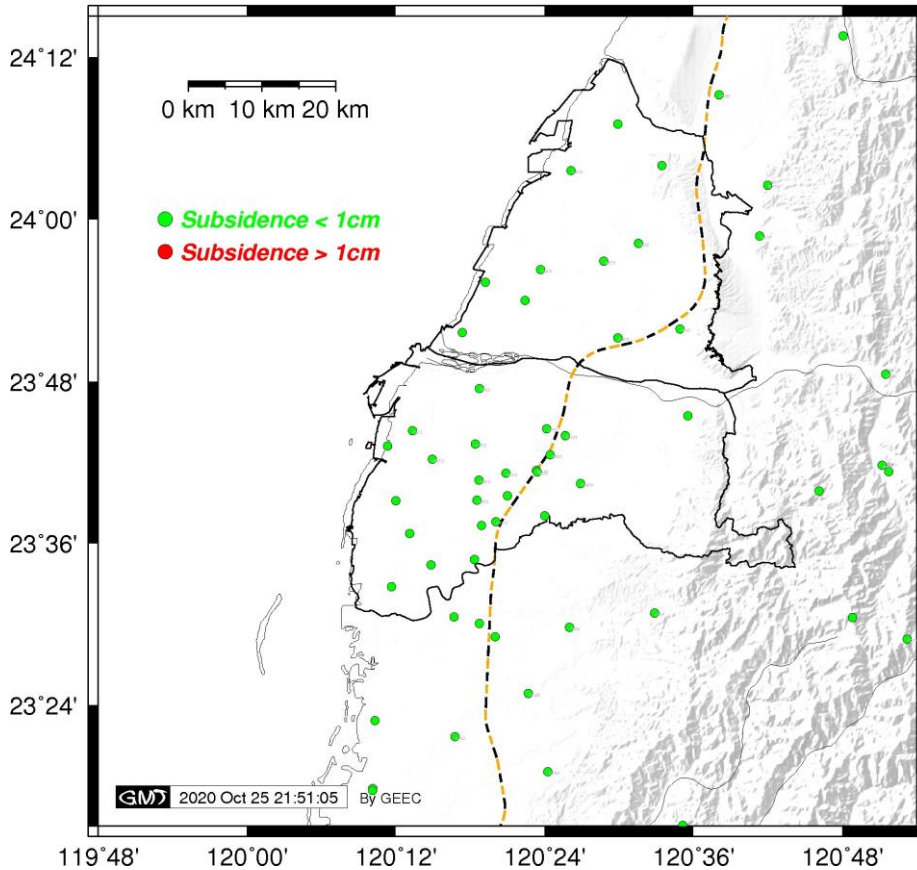 24°12'
0 km 10 km 20 km
24°00'
Subsidence < 1cm
Subsidence > 1cm
23°48'
23°36'
23°24'
GMT 2020 Oct 25 21:51:05 By GEEC
119°48' 120°00' 120°12' 120°24' 120°36' 120°48'